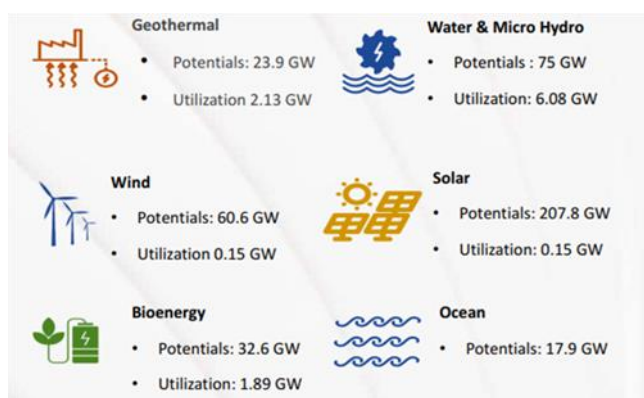 Geothermal
• Potentials: 23.9 GW
• Utilization 2.13 GW
Water & Micro Hydro
• Potentials : 75 GW
• Utilization: 6.08 GW
Wind
• Potentials: 60.6 GW
• Utilization 0.15 GW
Solar
• Potentials: 207.8 GW
• Utilization: 0.15 GW
Bioenergy
• Potentials: 32.6 GW
• Utilization: 1.89 GW
Ocean
• Potentials: 17.9 GW